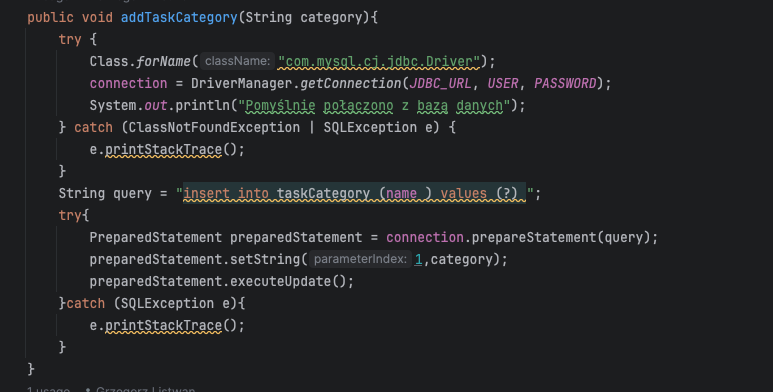 public void addTaskCategory(String category){
try {
Class.forName( className: "com.mysql.cj.jdbc.Driver");
connection = DriverManager.getConnection(JDBC_URL, USER, PASSWORD);
System.out.println("Pomyślnie połączono z bazą danych");
} catch (ClassNotFoundException | SQLException e) {
e.printStackTrace();
}
String query = "insert into taskCategory (name ) values (?) ";
try{
PreparedStatement preparedStatement = connection.prepareStatement(query);
preparedStatement.setString( parameterIndex: 1,category);
preparedStatement.executeUpdate();
}catch (SQLException e){
e.printStackTrace();
}
}
1 usage Grzegorz Listwan